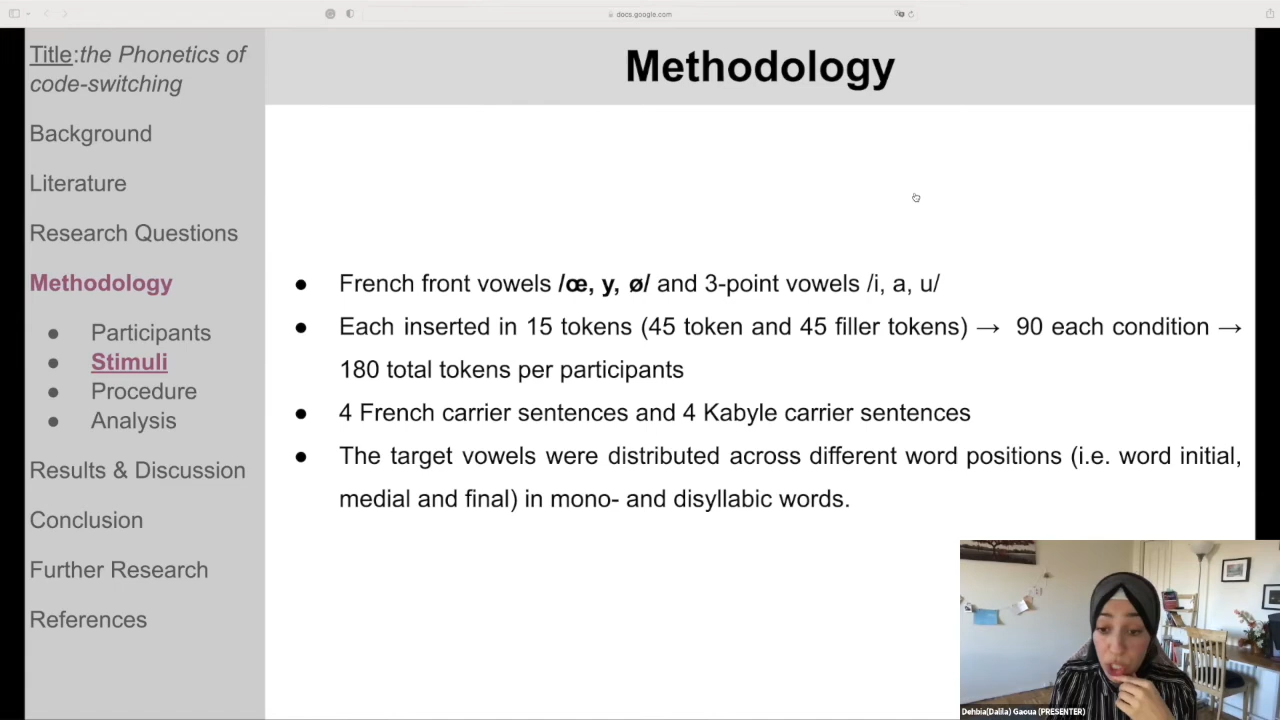 docs.google.com
Title:the Phonetics of
code-switching
Background
Literature
Research Questions
Methodology
● Participants
● Stimuli
● Procedure
● Analysis
Results & Discussion
Conclusion
Further Research
References
Methodology
● French front vowels /œ, y, ø/ and 3-point vowels /i, a, u/
● Each inserted in 15 tokens (45 token and 45 filler tokens) → 90 each condition →
180 total tokens per participants
● 4 French carrier sentences and 4 Kabyle carrier sentences
● The target vowels were distributed across different word positions (i.e. word initial,
medial and final) in mono- and disyllabic words.
Dehbia(Dalila) Gaoua (PRESENTER)